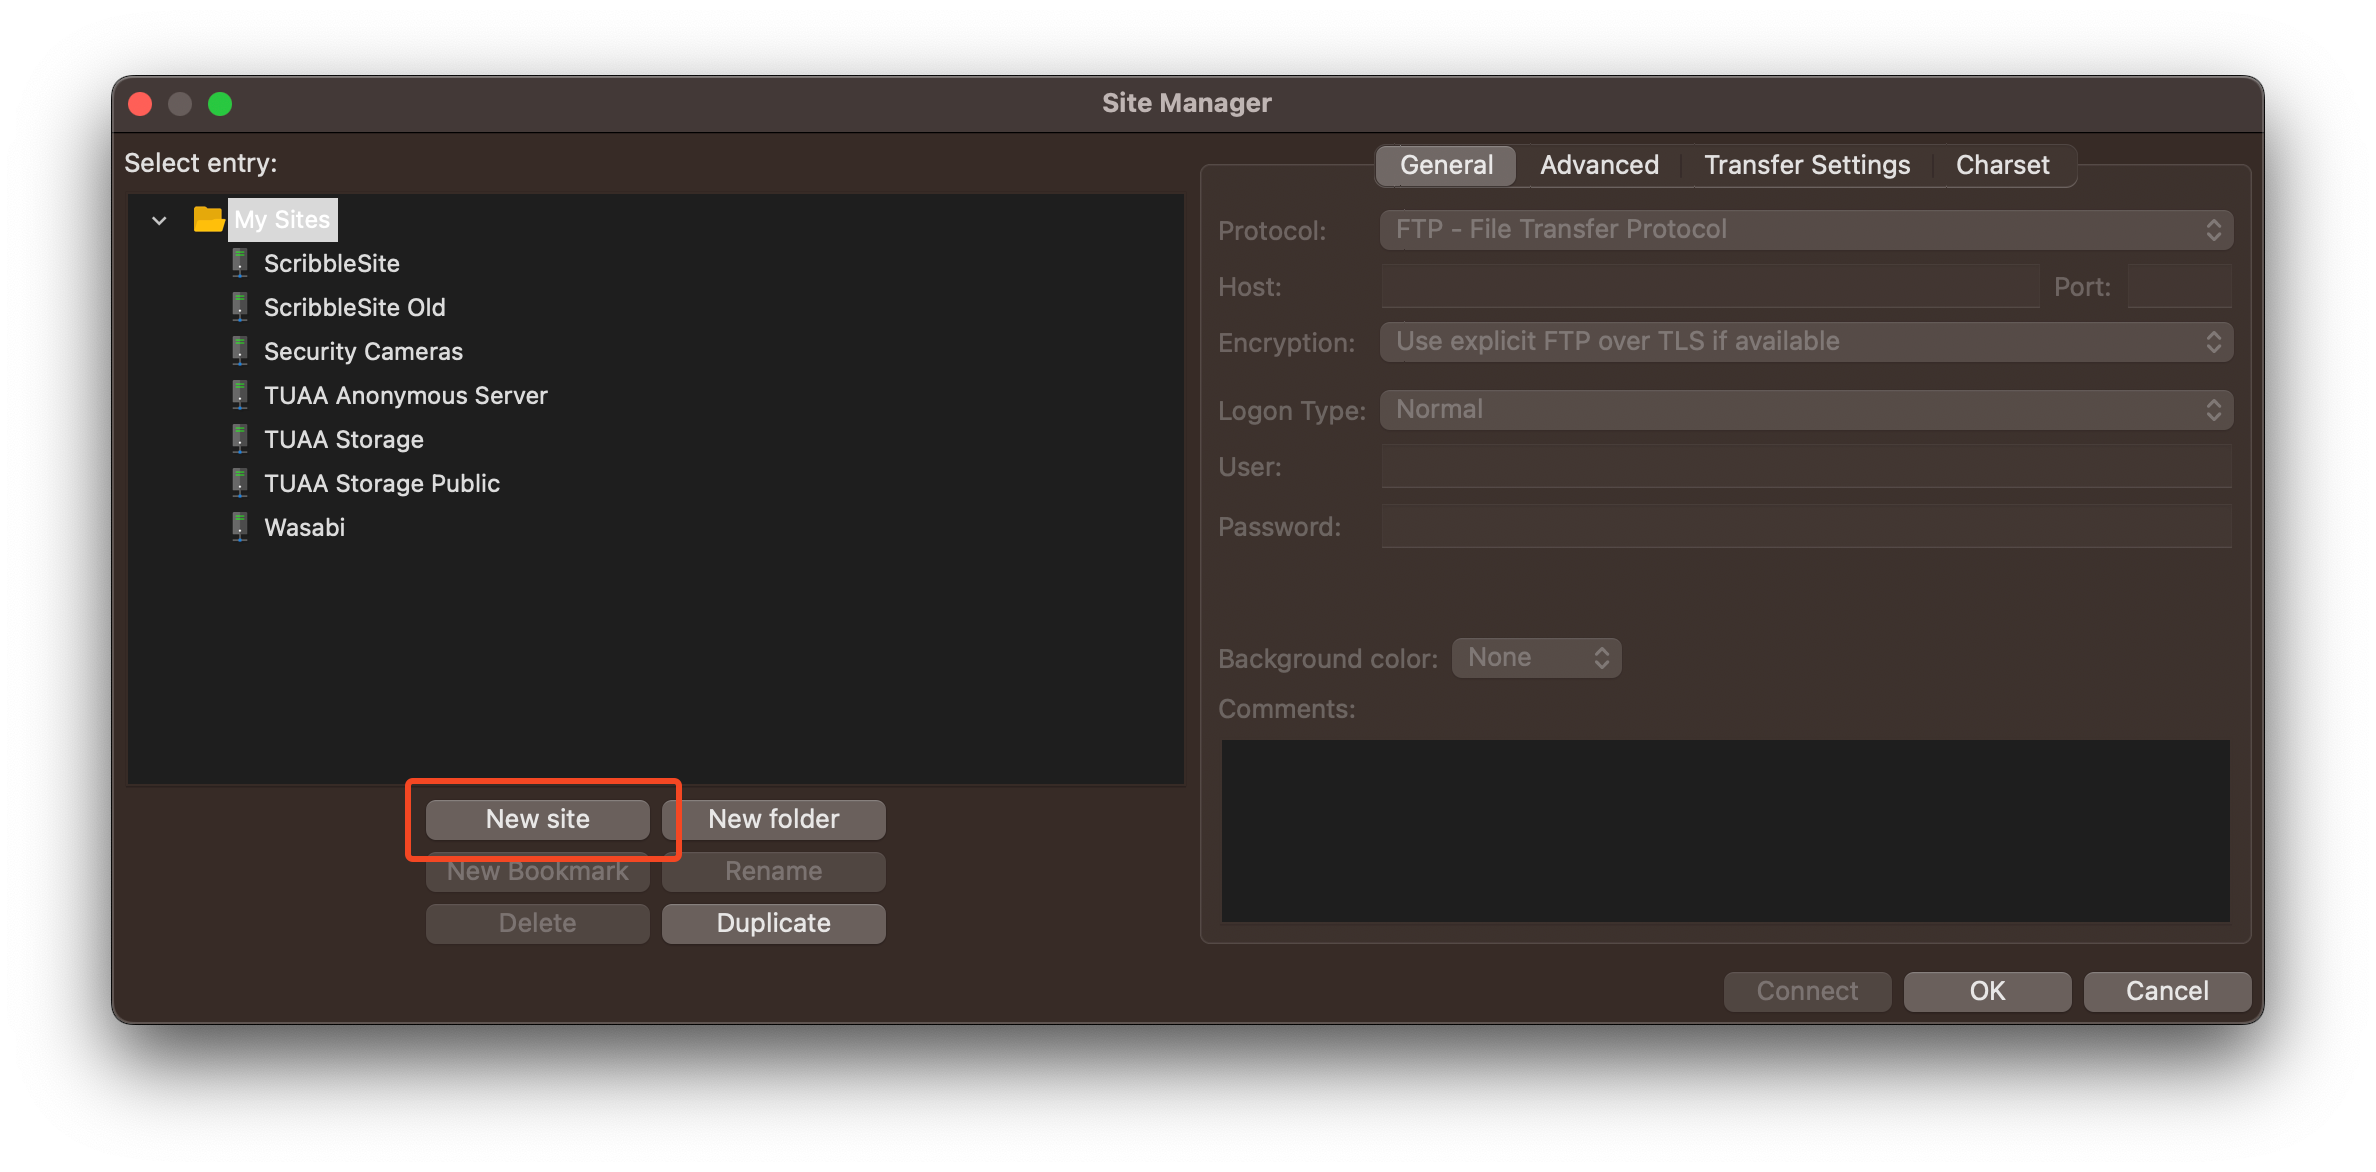 Site Manager
Select entry:
My Sites
ScribbleSite
ScribbleSite Old
Security Cameras
TUAA Anonymous Server
TUAA Storage
TUAA Storage Public
Wasabi
New site
New folder
New Bookmark
Rename
Delete
Duplicate
General
Advanced
Transfer Settings
Charset
Protocol:
FTP - File Transfer Protocol
Host:
Port:
Encryption:
Use explicit FTP over TLS if available
Logon Type:
Normal
User:
Password:
Background color:
None
Comments:
Connect
OK
Cancel